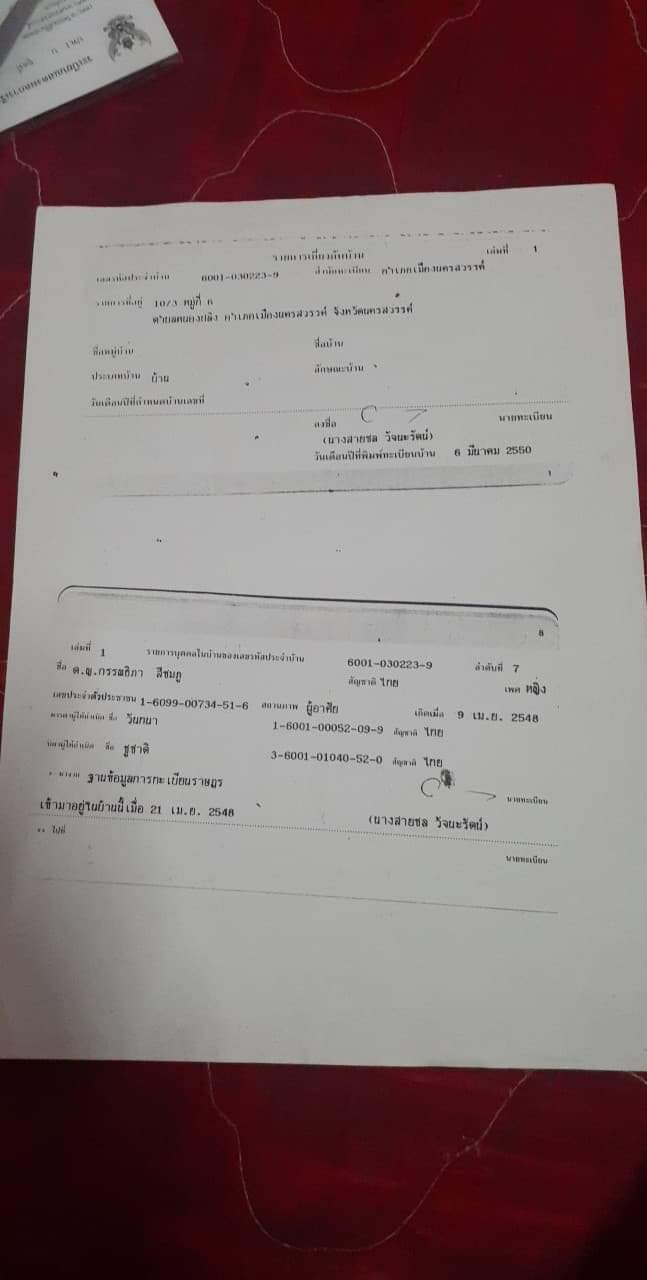 รายการเกี่ยวกับบ้าน เล่มที่ 1
เลขรหัสประจำบ้าน 6001-030223-9 สำนักทะเบียน อำเภอเมืองนครสวรรค์
รายการที่อยู่ 10/3 หมู่ที่ 6
ตำบลหนองปลิง อำเภอเมืองนครสวรรค์ จังหวัดนครสวรรค์
ชื่อหมู่บ้าน ชื่อบ้าน
ประเภทบ้าน บ้าน ลักษณะบ้าน
วันเดือนปีที่กำหนดบ้านเลขที่
ลงชื่อ นายทะเบียน
(นางสายชล วัจนะรัตน์)
วันเดือนปีที่พิมพ์ทะเบียนบ้าน 6 มีนาคม 2550
1
8
เล่มที่ 1 รายการบุคคลในบ้านของเลขรหัสประจำบ้าน 6001-030223-9 ลำดับที่ 7
ชื่อ ด.ญ.กรรณธิภา สีชมภู สัญชาติ ไทย เพศ หญิง
เลขประจำตัวประชาชน 1-6099-00734-51-6 สถานภาพ ผู้อาศัย เกิดเมื่อ 9 เม.ย. 2548
มารดาผู้ให้กำเนิด ชื่อ วันทนา 1-6001-00052-09-9 สัญชาติ ไทย
บิดาผู้ให้กำเนิด ชื่อ ชูชาติ 3-6001-01040-52-0 สัญชาติ ไทย
ฐานข้อมูลการทะเบียนราษฎร นายทะเบียน
เข้ามาอยู่ในบ้านนี้เมื่อ 21 เม.ย. 2548 (นางสายชล วัจนะรัตน์)
** ไปที่ นายทะเบียน